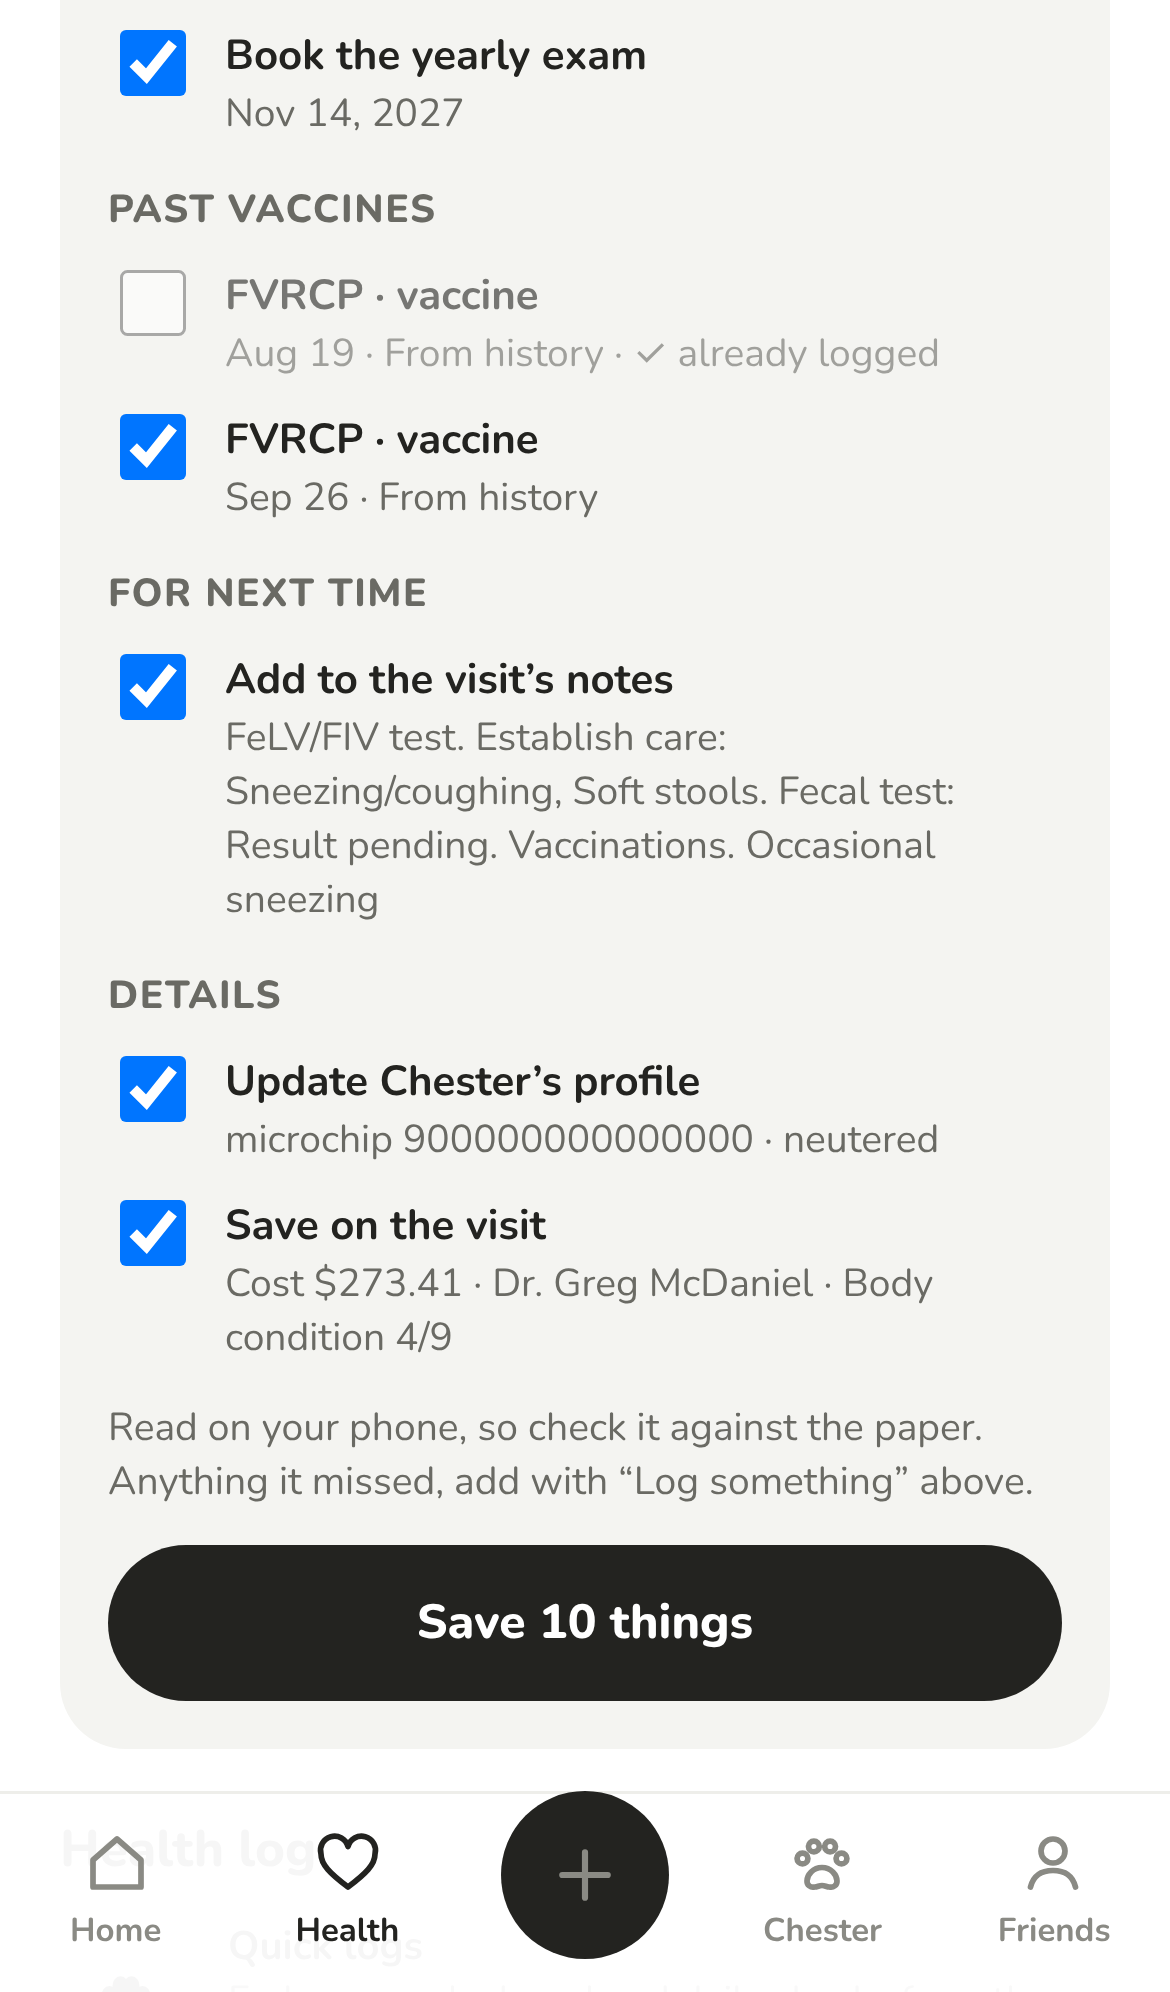 Book the yearly exam
Nov 14, 2027
PAST VACCINES
FVRCP · vaccine
Aug 19 · From history · ✓ already logged
FVRCP · vaccine
Sep 26 · From history
FOR NEXT TIME
Add to the visit’s notes
FeLV/FIV test. Establish care:
Sneezing/coughing, Soft stools. Fecal test:
Result pending. Vaccinations. Occasional
sneezing
DETAILS
Update Chester’s profile
microchip 900000000000000 · neutered
Save on the visit
Cost $273.41 · Dr. Greg McDaniel · Body
condition 4/9
Read on your phone, so check it against the paper.
Anything it missed, add with “Log something” above.
Save 10 things
Health log
Home
Health
Chester
Friends
Quick logs